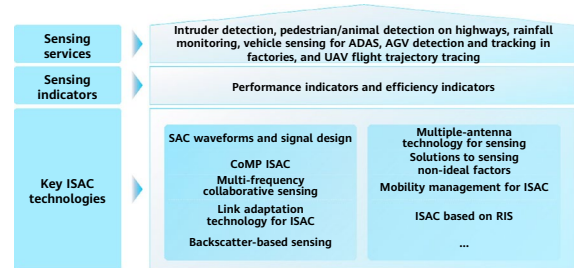 Sensing
services
Intruder detection, pedestrian/animal detection on highways, rainfall
monitoring, vehicle sensing for ADAS, AGV detection and tracking in
factories, and UAV flight trajectory tracing
Sensing
indicators
Performance indicators and efficiency indicators
Key ISAC
technologies
SAC waveforms and signal design
CoMP ISAC
Multi-frequency
collaborative sensing
Link adaptation
technology for ISAC
Backscatter-based sensing
Multiple-antenna
technology for sensing
Solutions to sensing
non-ideal factors
Mobility management for ISAC
ISAC based on RIS
...